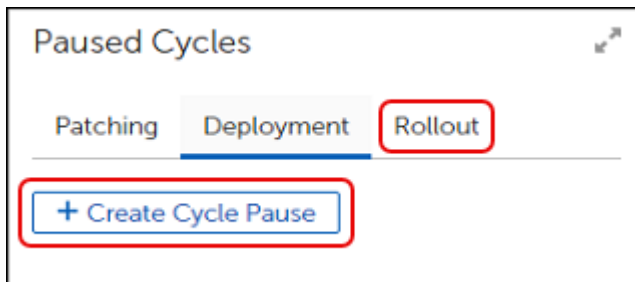 Paused Cycles
Patching Deployment Rollout
+ Create Cycle Pause